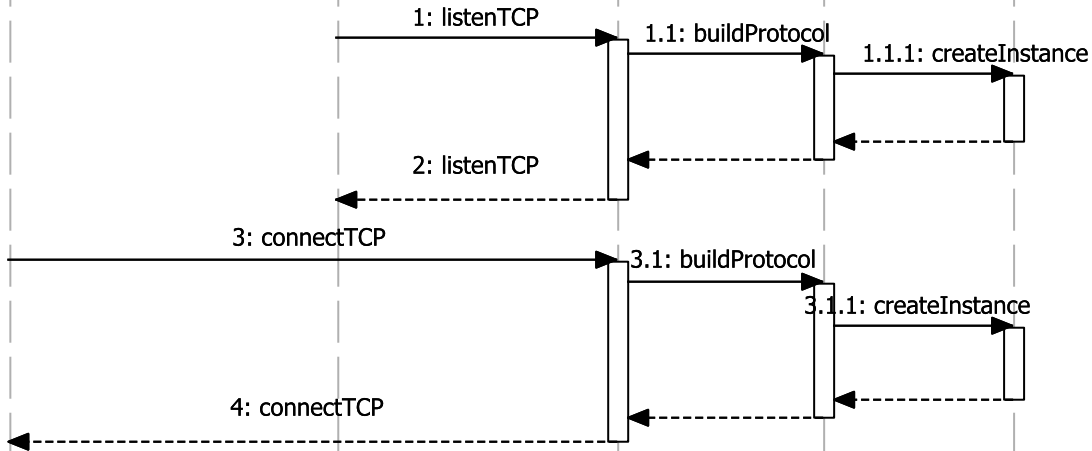 1: listenTCP
1.1: buildProtocol
1.1.1: createInstance
2: listenTCP
3: connectTCP
3.1: buildProtocol
3.1.1: createInstance
4: connectTCP